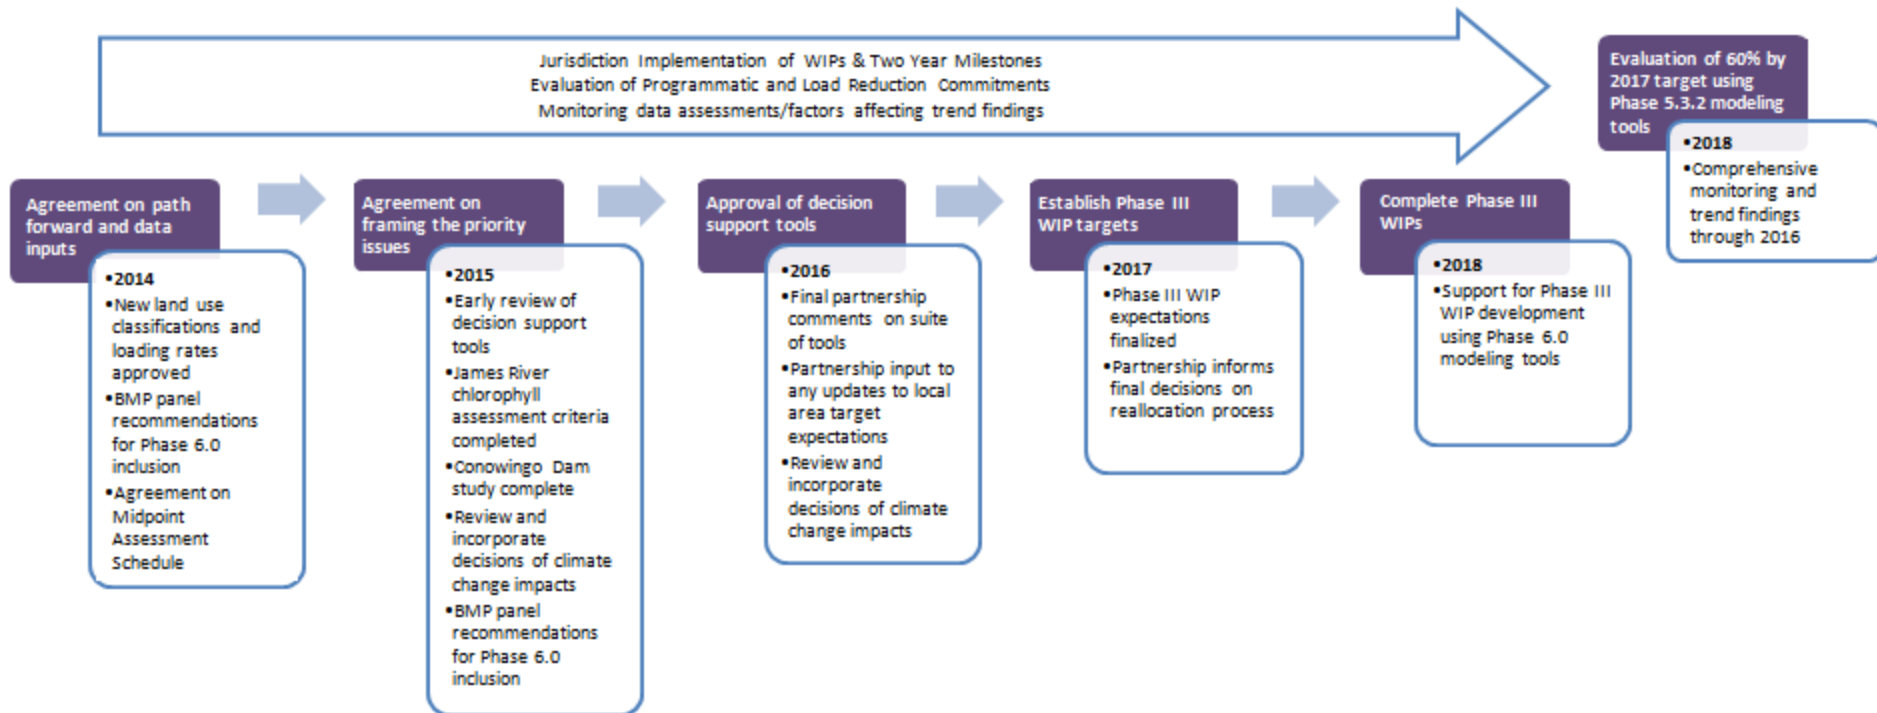 Jurisdiction Implementation of WIPs & Two Year Milestones
Evaluation of Programmatic and Load Reduction Commitments
Monitoring data assessments/factors affecting trend findings
Evaluation of 60% by
2017 target using
Phase 5.3.2 modeling
tools
•2018
•Comprehensive
monitoring and
trend findings
through 2016
Agreement on path
forward and data
inputs
•2014
•New land use
classifications and
loading rates
approved
•BMP panel
recommendations
for Phase 6.0
inclusion
•Agreement on
Midpoint
Assessment
Schedule
Agreement on
framing the priority
issues
•2015
•Early review of
decision support
tools
•James River
chlorophyll
assessment criteria
completed
•Conowingo Dam
study complete
•Review and
incorporate
decisions of climate
change impacts
•BMP panel
recommendations
for Phase 6.0
inclusion
Approval of decision
support tools
•2016
•Final partnership
comments on suite
of tools
•Partnership input to
any updates to local
area target
expectations
•Review and
incorporate
decisions of climate
change impacts
Establish Phase III
WIP targets
•2017
•Phase III WIP
expectations
finalized
•Partnership informs
final decisions on
reallocation process
Complete Phase III
WIPs
•2018
•Support for Phase III
WIP development
using Phase 6.0
modeling tools